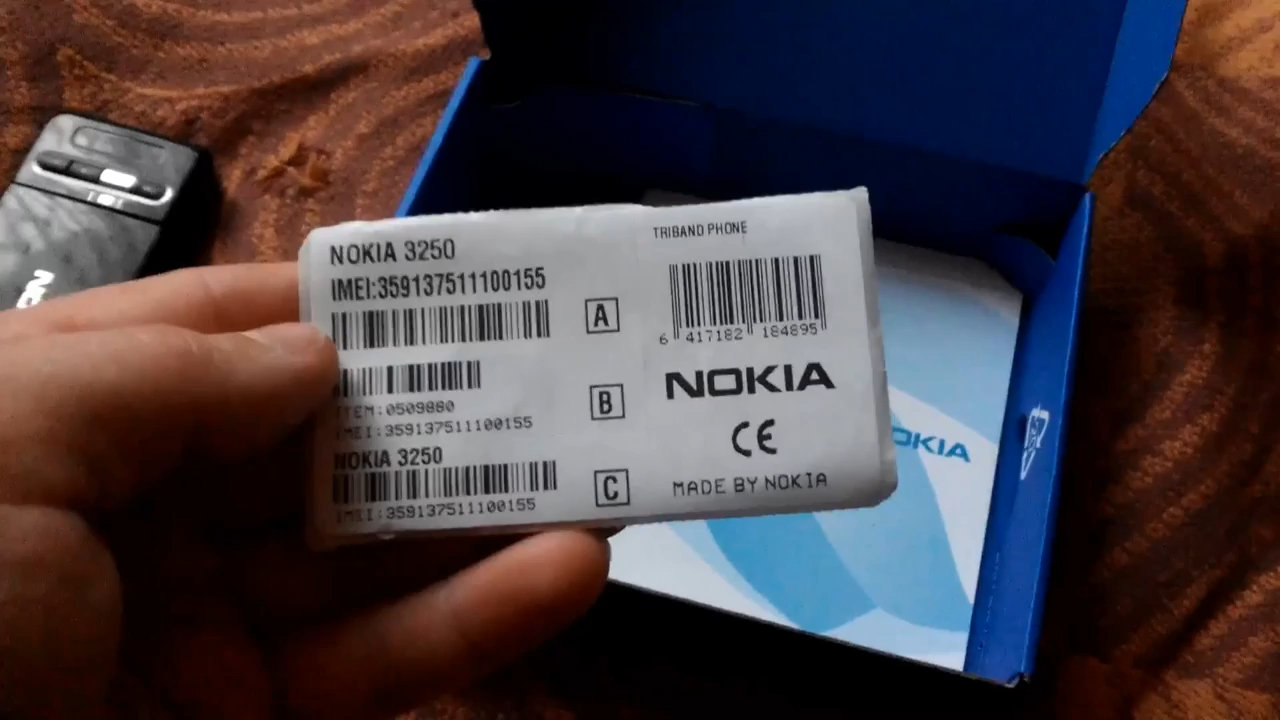 NOKIA 3250
IMEI:359137511100155
A
ITEM:0509880
IMEI:359137511100155
B
NOKIA 3250
IMEI:359137511100155
C
TRIBAND PHONE
6 417182 184895
NOKIA
CE
MADE BY NOKIA
OKIA